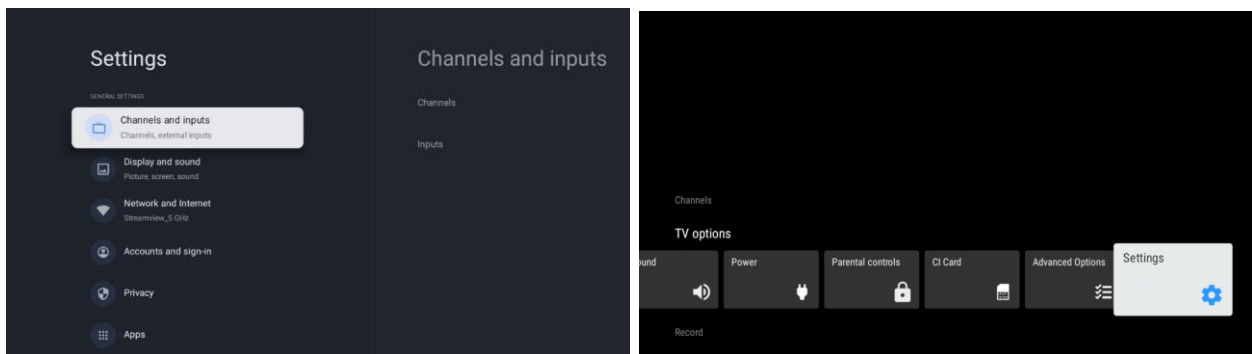 Settings
GENERAL SETTINGS
Channels and inputs
Channels, external inputs
Display and sound
Picture, screen, sound
Network and Internet
Streamview_5 GHz
Accounts and sign-in
Privacy
Apps
Channels and inputs
Channels
Inputs
Channels
TV options
ound
Power
Parental controls
CI Card
Advanced Options
Settings
Record